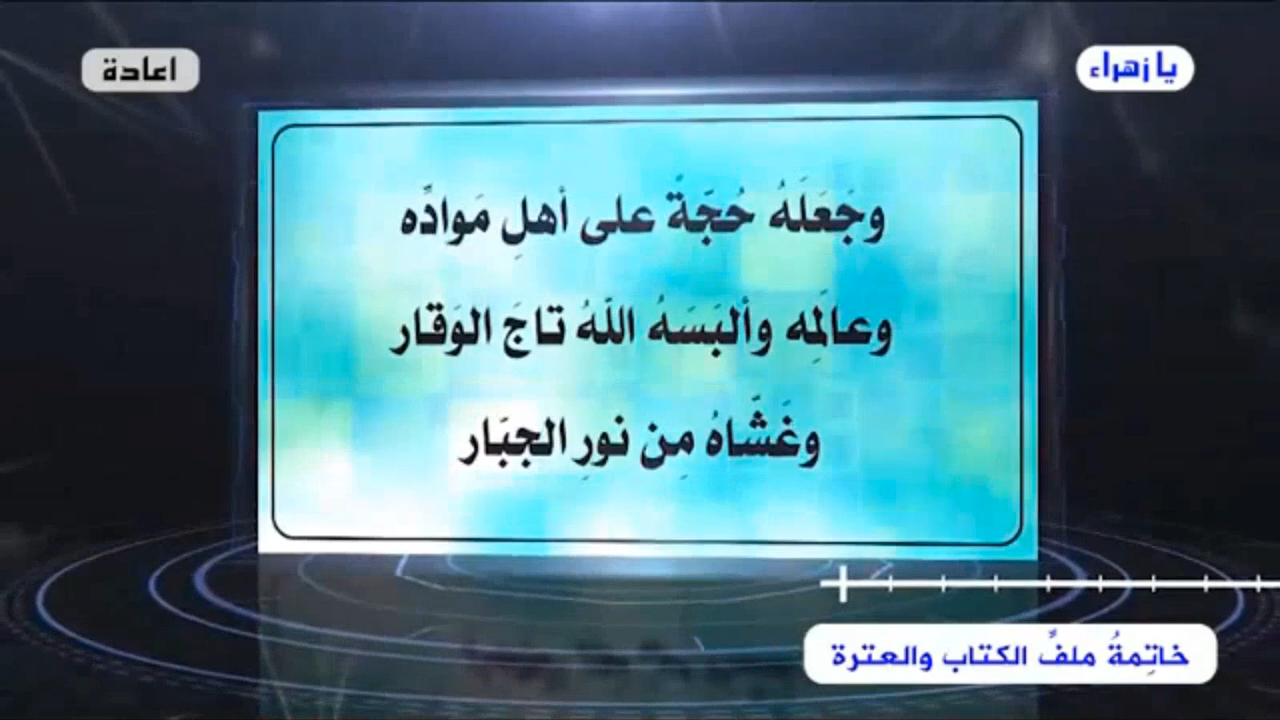 يا زهراء
اعادة
وجَعَلَهُ حُجّةً على أهلِ مَوادِّه
وعالَمِه وألبَسَهُ اللّهُ تاجَ الوَقار
وغَشّاهُ مِن نورِ الجبَار
خاتِمةُ ملفِّ الكتاب والعترة